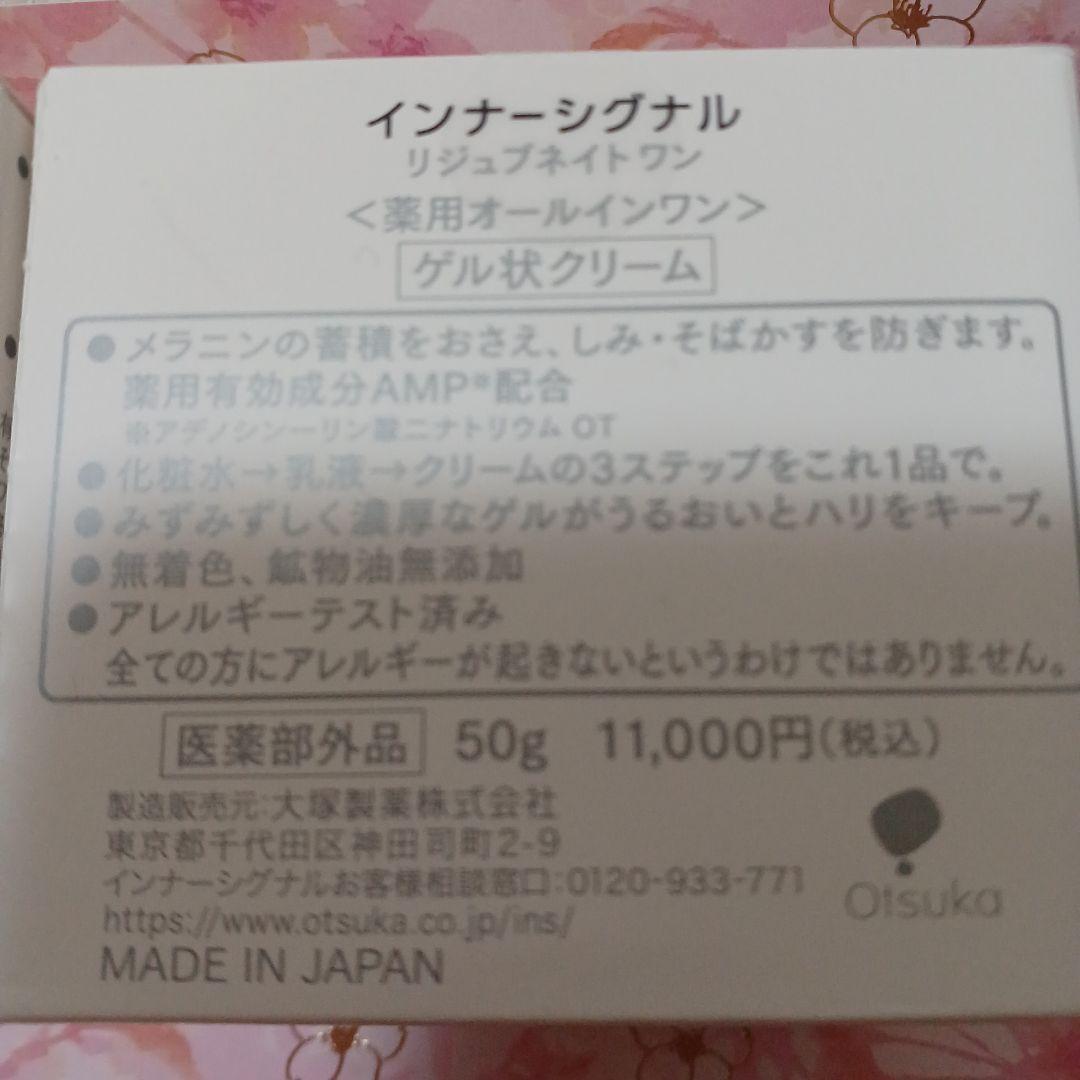 インナーシグナル
リジュブネイトワン
＜薬用オールインワン＞
ゲル状クリーム
●メラニンの蓄積をおさえ、しみ・そばかすを防ぎます。
薬用有効成分AMP※配合
※アデノシン一リン酸二ナトリウム OT
●化粧水→乳液→クリームの3ステップをこれ1品で。
●みずみずしく濃厚なゲルがうるおいとハリをキープ。
●無着色、鉱物油無添加
●アレルギーテスト済み
全ての方にアレルギーが起きないというわけではありません。
医薬部外品 50g 11,000円(税込)
製造販売元:大塚製薬株式会社
東京都千代田区神田司町2-9
インナーシグナルお客様相談窓口:0120-933-771
https://www.otsuka.co.jp/ins/
MADE IN JAPAN
Otsuka